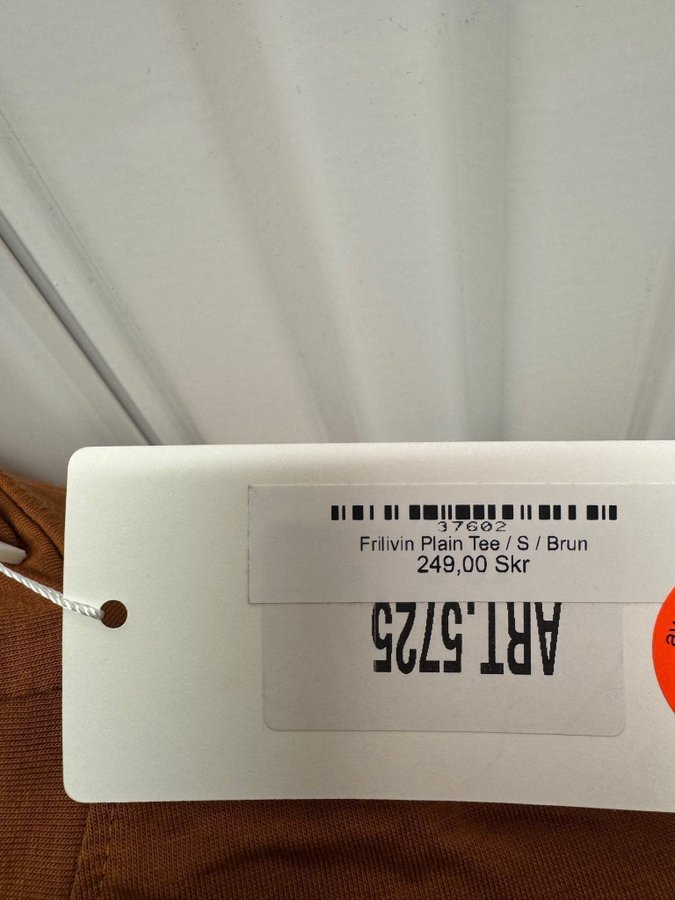 37602
Frilivin Plain Tee / S / Brun
249,00 Skr
ART.5725